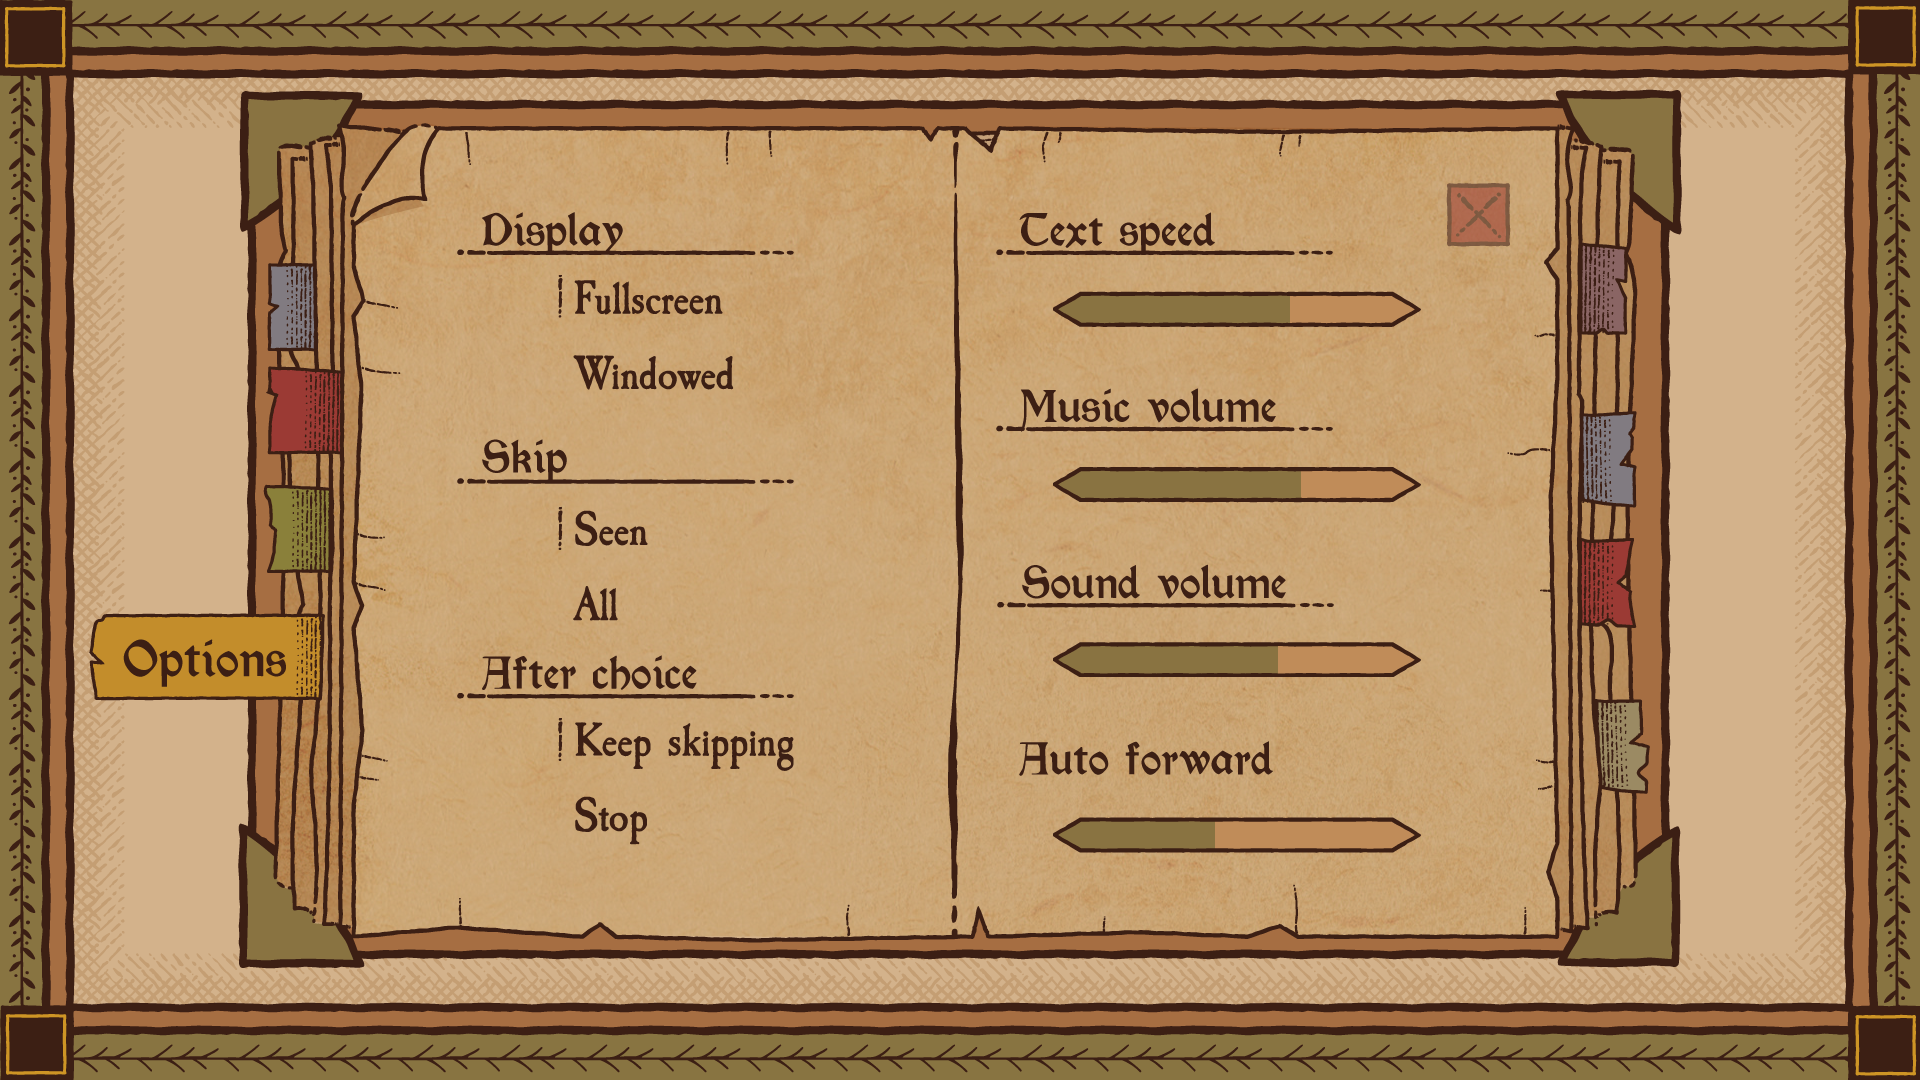 Display
Fullscreen
Windowed
Skip
Seen
All
After choice
Keep skipping
Stop
Options
Text speed
Music volume
Sound volume
Auto forward